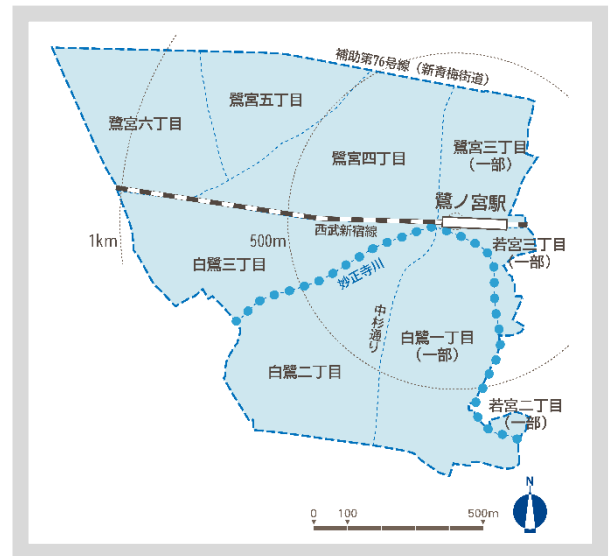 補助第76号線（新青梅街道）
鷺宮五丁目
鷺宮六丁目
鷺宮四丁目
鷺宮三丁目
（一部）
鷺ノ宮駅
西武新宿線
1km
500m
若宮三丁目
（一部）
白鷺三丁目
妙正寺川
中杉通り
白鷺一丁目
（一部）
白鷺二丁目
若宮二丁目
（一部）
N
0 100 500m